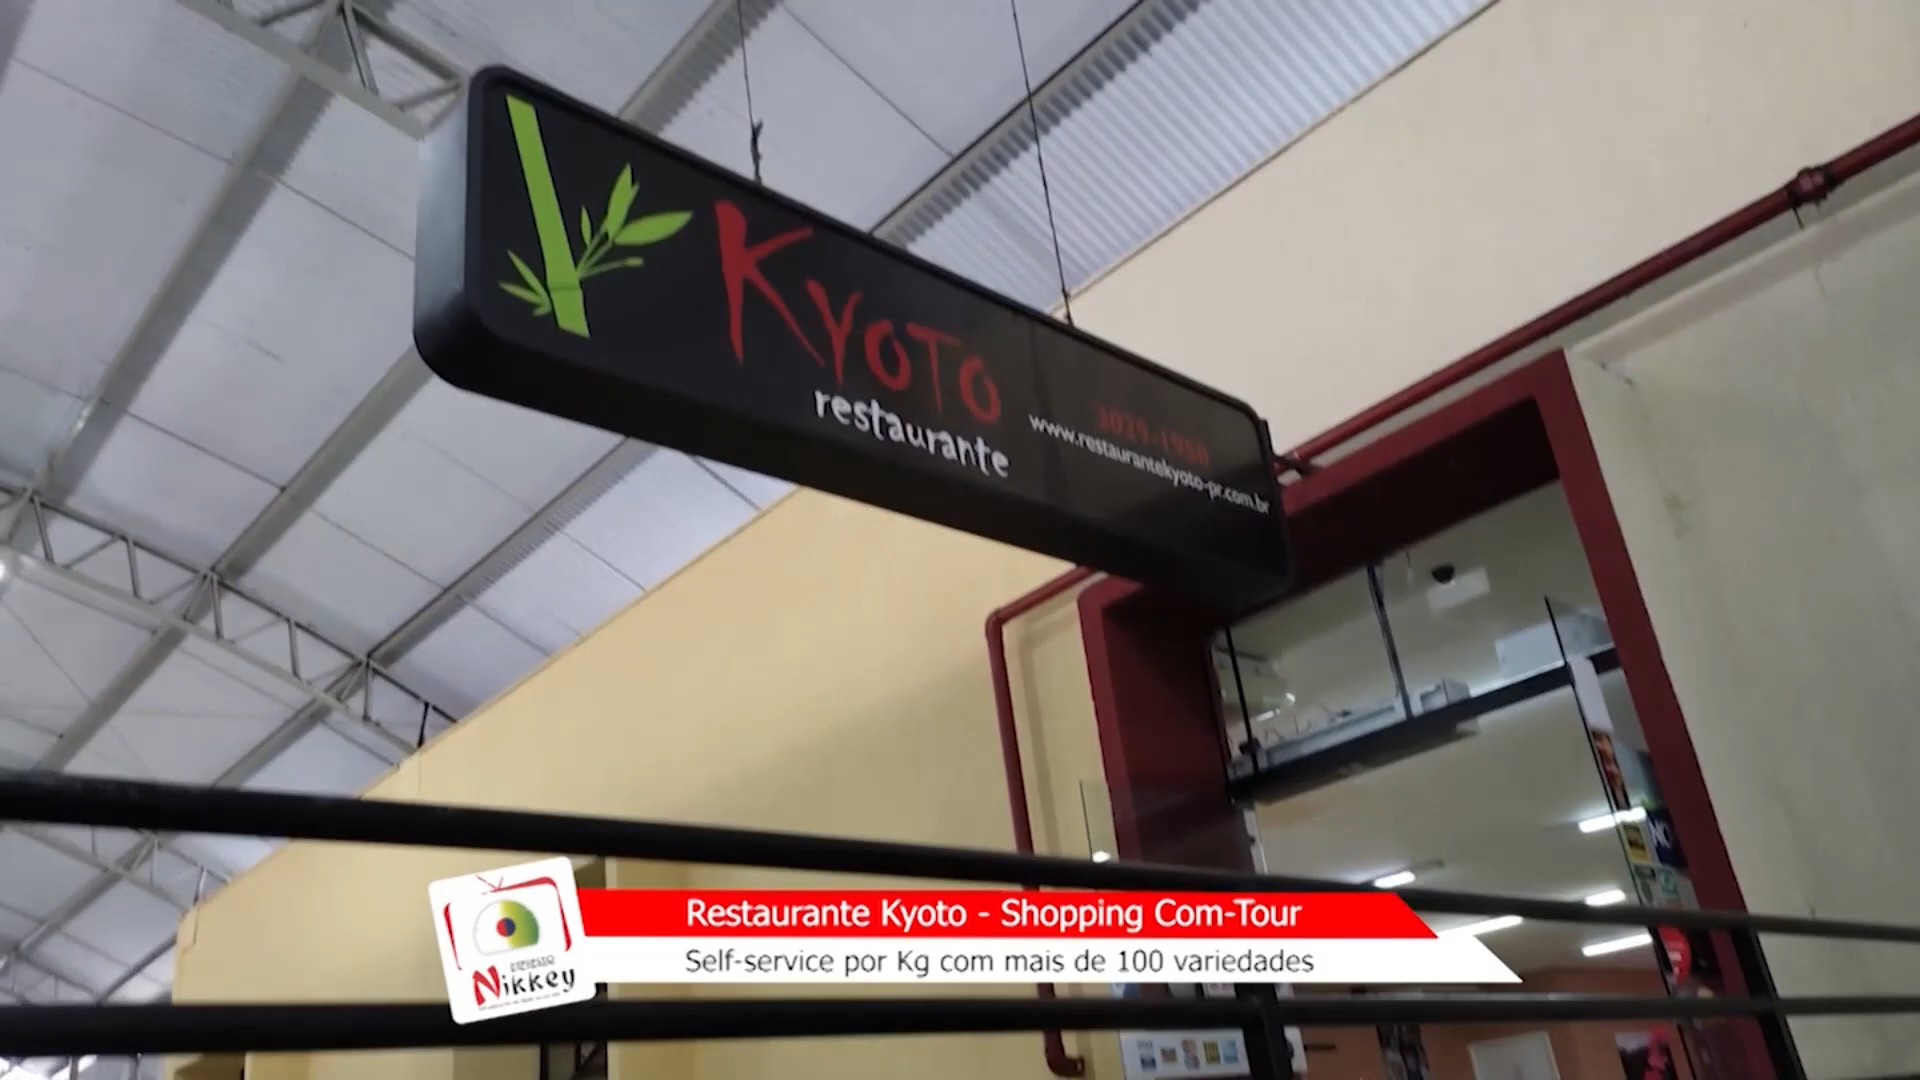 KYOTO
restaurante
3029-1950
www.restaurantekyoto-pr.com.br
Restaurante Kyoto - Shopping Com-Tour
Self-service por Kg com mais de 100 variedades
Nikkey